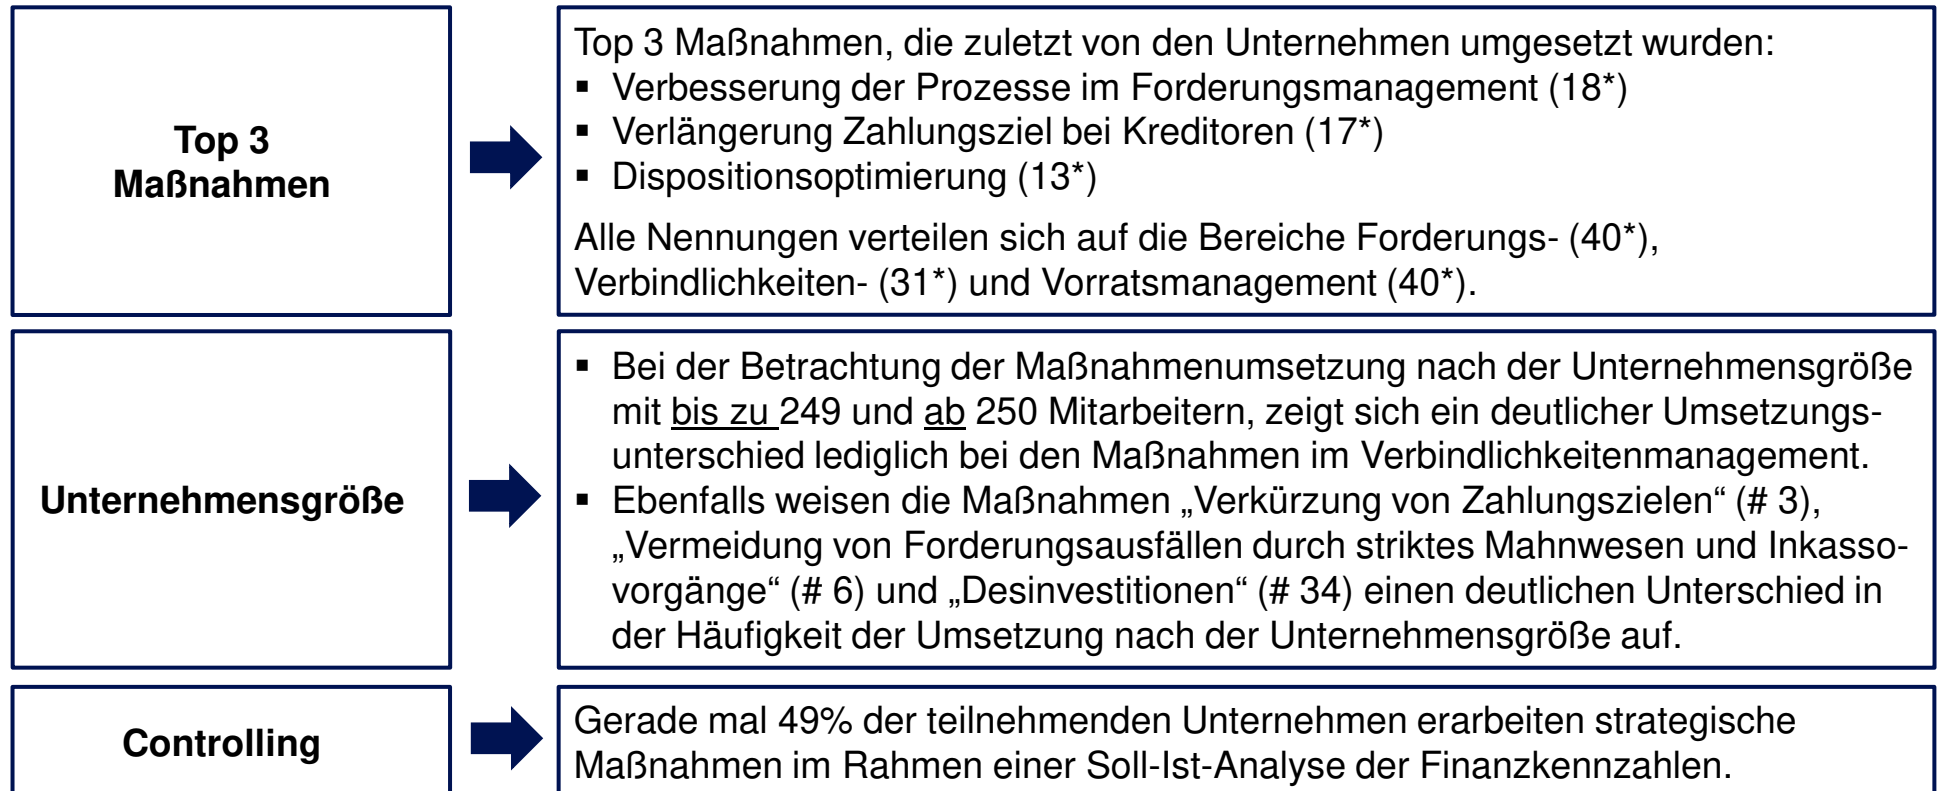 Top 3
Maßnahmen
Top 3 Maßnahmen, die zuletzt von den Unternehmen umgesetzt wurden:
▪ Verbesserung der Prozesse im Forderungsmanagement (18*)
▪ Verlängerung Zahlungsziel bei Kreditoren (17*)
▪ Dispositionsoptimierung (13*)
Alle Nennungen verteilen sich auf die Bereiche Forderungs- (40*),
Verbindlichkeiten- (31*) und Vorratsmanagement (40*).
Unternehmensgröße
▪ Bei der Betrachtung der Maßnahmenumsetzung nach der Unternehmensgröße
mit bis zu 249 und ab 250 Mitarbeitern, zeigt sich ein deutlicher Umsetzungs-
unterschied lediglich bei den Maßnahmen im Verbindlichkeitenmanagement.
▪ Ebenfalls weisen die Maßnahmen „Verkürzung von Zahlungszielen“ (# 3),
„Vermeidung von Forderungsausfällen durch striktes Mahnwesen und Inkasso-
vorgänge“ (# 6) und „Desinvestitionen“ (# 34) einen deutlichen Unterschied in
der Häufigkeit der Umsetzung nach der Unternehmensgröße auf.
Controlling
Gerade mal 49% der teilnehmenden Unternehmen erarbeiten strategische
Maßnahmen im Rahmen einer Soll-Ist-Analyse der Finanzkennzahlen.